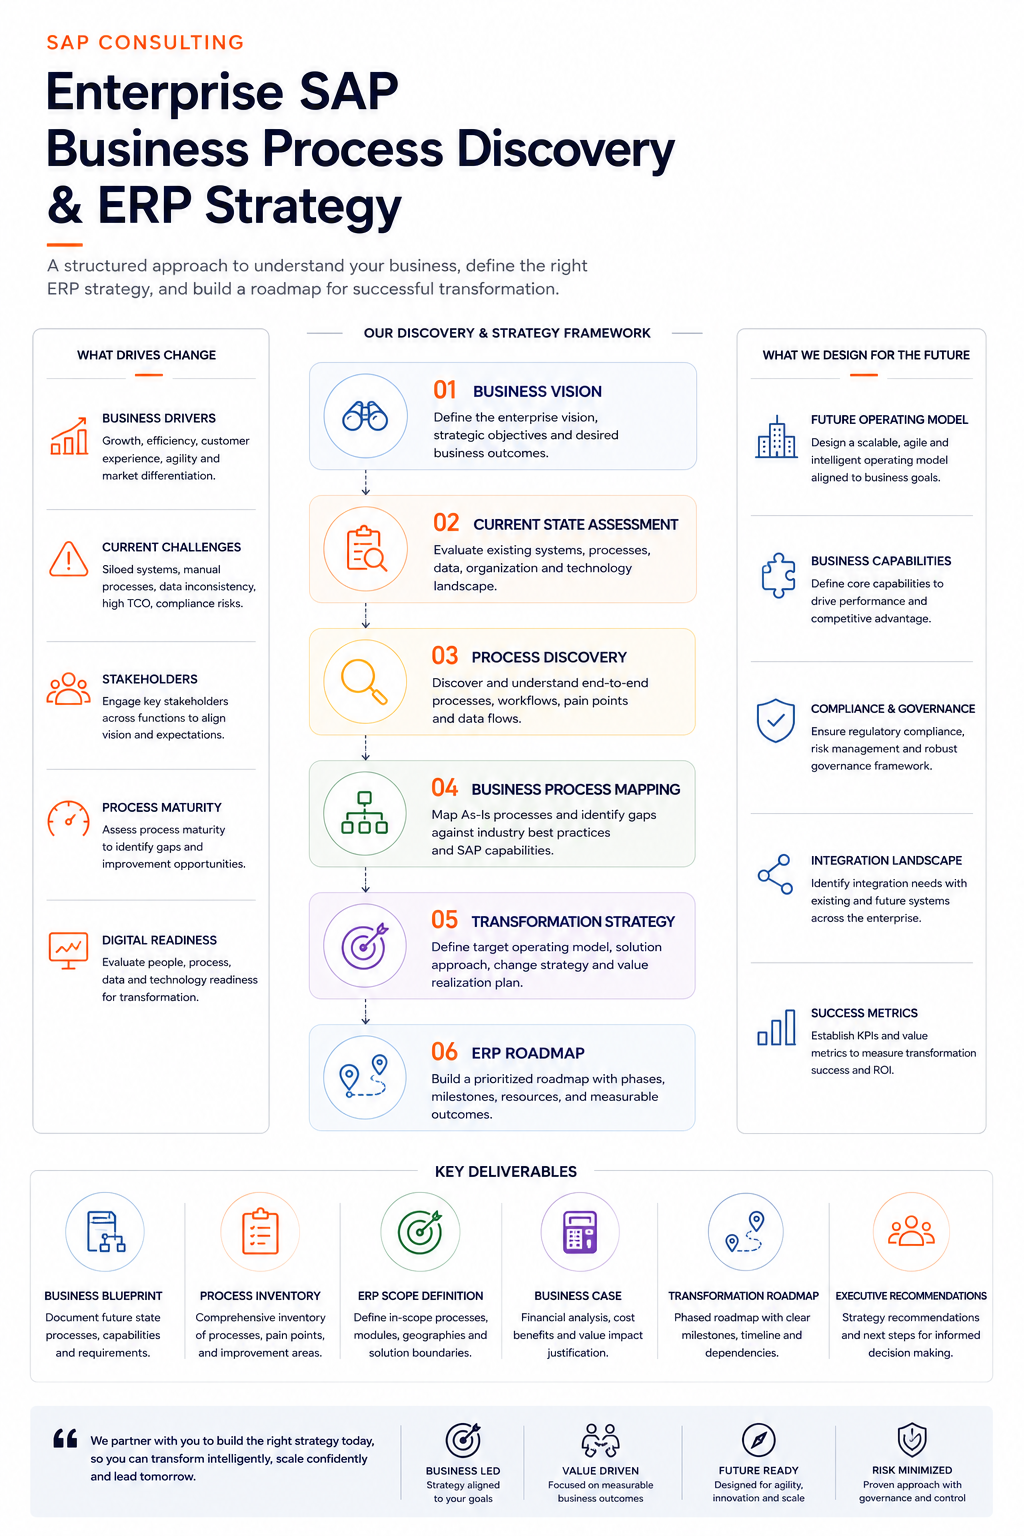 SAP CONSULTING
Enterprise SAP
Business Process Discovery
& ERP Strategy
A structured approach to understand your business, define the right
ERP strategy, and build a roadmap for successful transformation.
WHAT DRIVES CHANGE
BUSINESS DRIVERS
Growth, efficiency, customer
experience, agility and
market differentiation.
CURRENT CHALLENGES
Siloed systems, manual
processes, data inconsistency,
high TCO, compliance risks.
STAKEHOLDERS
Engage key stakeholders
across functions to align
vision and expectations.
PROCESS MATURITY
Assess process maturity
to identify gaps and
improvement opportunities.
DIGITAL READINESS
Evaluate people, process,
data and technology readiness
for transformation.
OUR DISCOVERY & STRATEGY FRAMEWORK
01 BUSINESS VISION
Define the enterprise vision,
strategic objectives and desired
business outcomes.
02 CURRENT STATE ASSESSMENT
Evaluate existing systems, processes,
data, organization and technology
landscape.
03 PROCESS DISCOVERY
Discover and understand end-to-end
processes, workflows, pain points
and data flows.
04 BUSINESS PROCESS MAPPING
Map As-Is processes and identify gaps
against industry best practices
and SAP capabilities.
05 TRANSFORMATION STRATEGY
Define target operating model, solution
approach, change strategy and value
realization plan.
06 ERP ROADMAP
Build a prioritized roadmap with phases,
milestones, resources, and measurable
outcomes.
WHAT WE DESIGN FOR THE FUTURE
FUTURE OPERATING MODEL
Design a scalable, agile and
intelligent operating model
aligned to business goals.
BUSINESS CAPABILITIES
Define core capabilities to
drive performance and
competitive advantage.
COMPLIANCE & GOVERNANCE
Ensure regulatory compliance,
risk management and robust
governance framework.
INTEGRATION LANDSCAPE
Identify integration needs with
existing and future systems
across the enterprise.
SUCCESS METRICS
Establish KPIs and value
metrics to measure transformation
success and ROI.
KEY DELIVERABLES
BUSINESS BLUEPRINT
Document future state
processes, capabilities
and requirements.
PROCESS INVENTORY
Comprehensive inventory
of processes, pain points,
and improvement areas.
ERP SCOPE DEFINITION
Define in-scope processes,
modules, geographies and
solution boundaries.
BUSINESS CASE
Financial analysis, cost
benefits and value impact
justification.
TRANSFORMATION ROADMAP
Phased roadmap with clear
milestones, timeline and
dependencies.
EXECUTIVE RECOMMENDATIONS
Strategy recommendations
and next steps for informed
decision making.
“ We partner with you to build the right strategy today,
so you can transform intelligently, scale confidently
and lead tomorrow.
BUSINESS LED
Strategy aligned
to your goals
VALUE DRIVEN
Focused on measurable
business outcomes
FUTURE READY
Designed for agility,
innovation and scale
RISK MINIMIZED
Proven approach with
governance and control